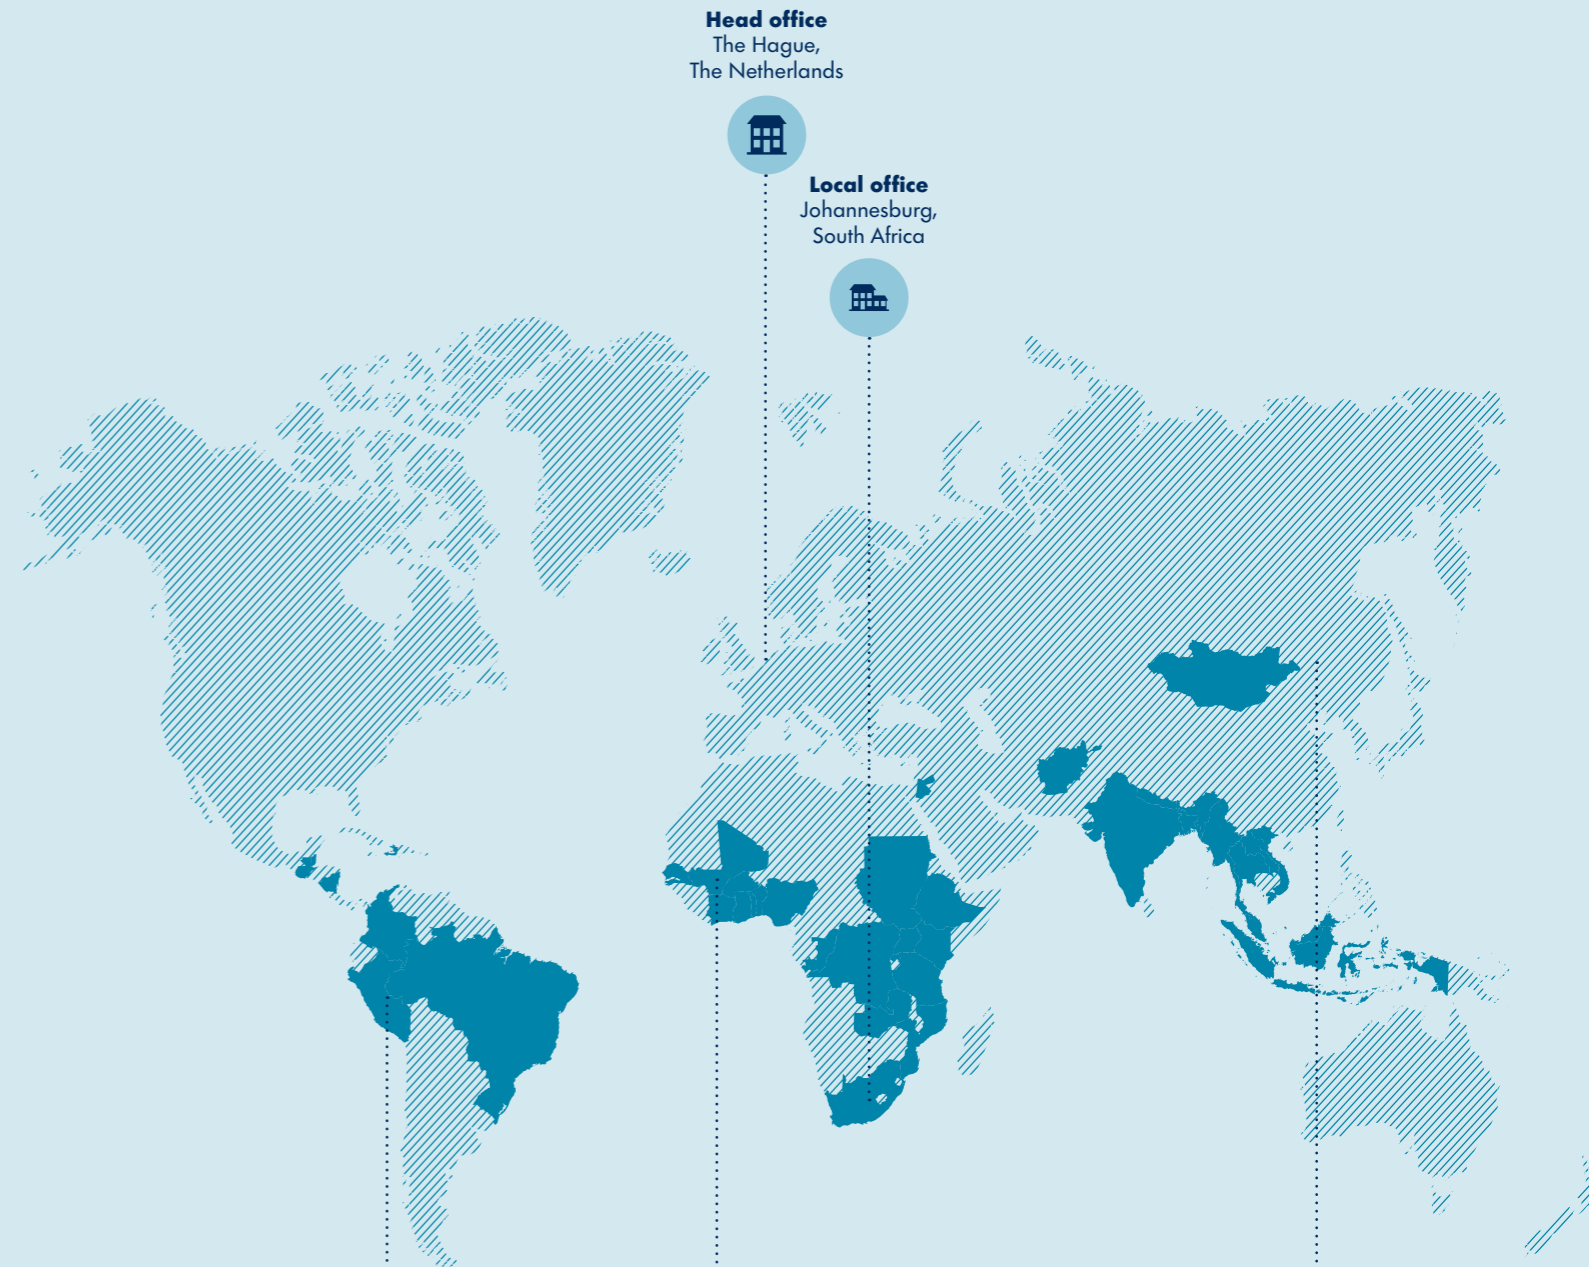 Head office
The Hague,
The Netherlands
Local office
Johannesburg,
South Africa